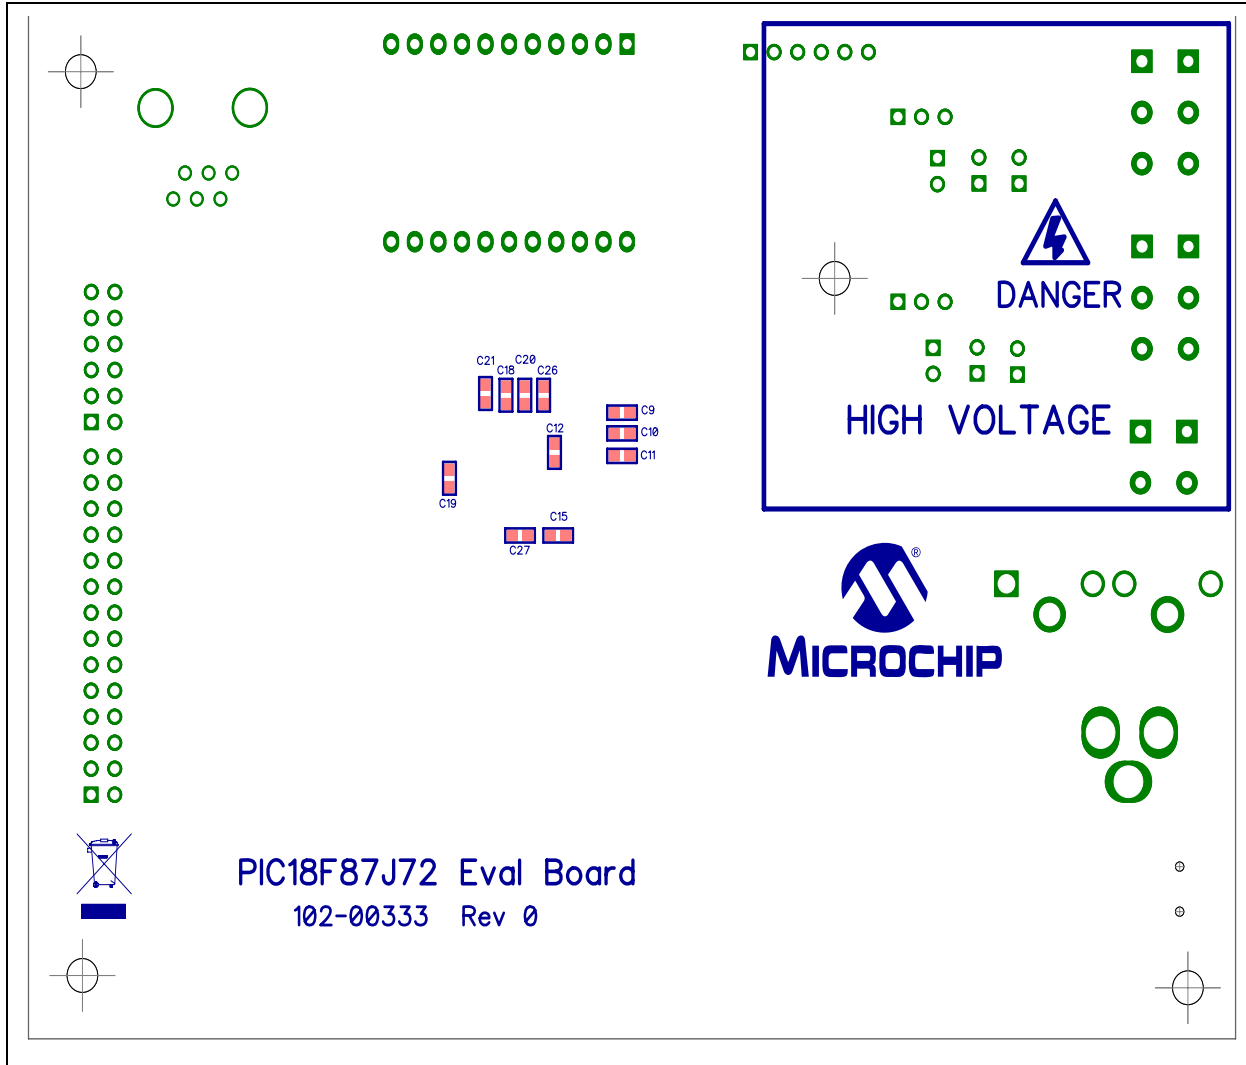 DANGER
C21
C20
C18
C26
C9
HIGH VOLTAGE
C12
C10
C11
C19
C15
C27
®
MICROCHIP
PIC18F87J72 Eval Board
102-00333 Rev 0